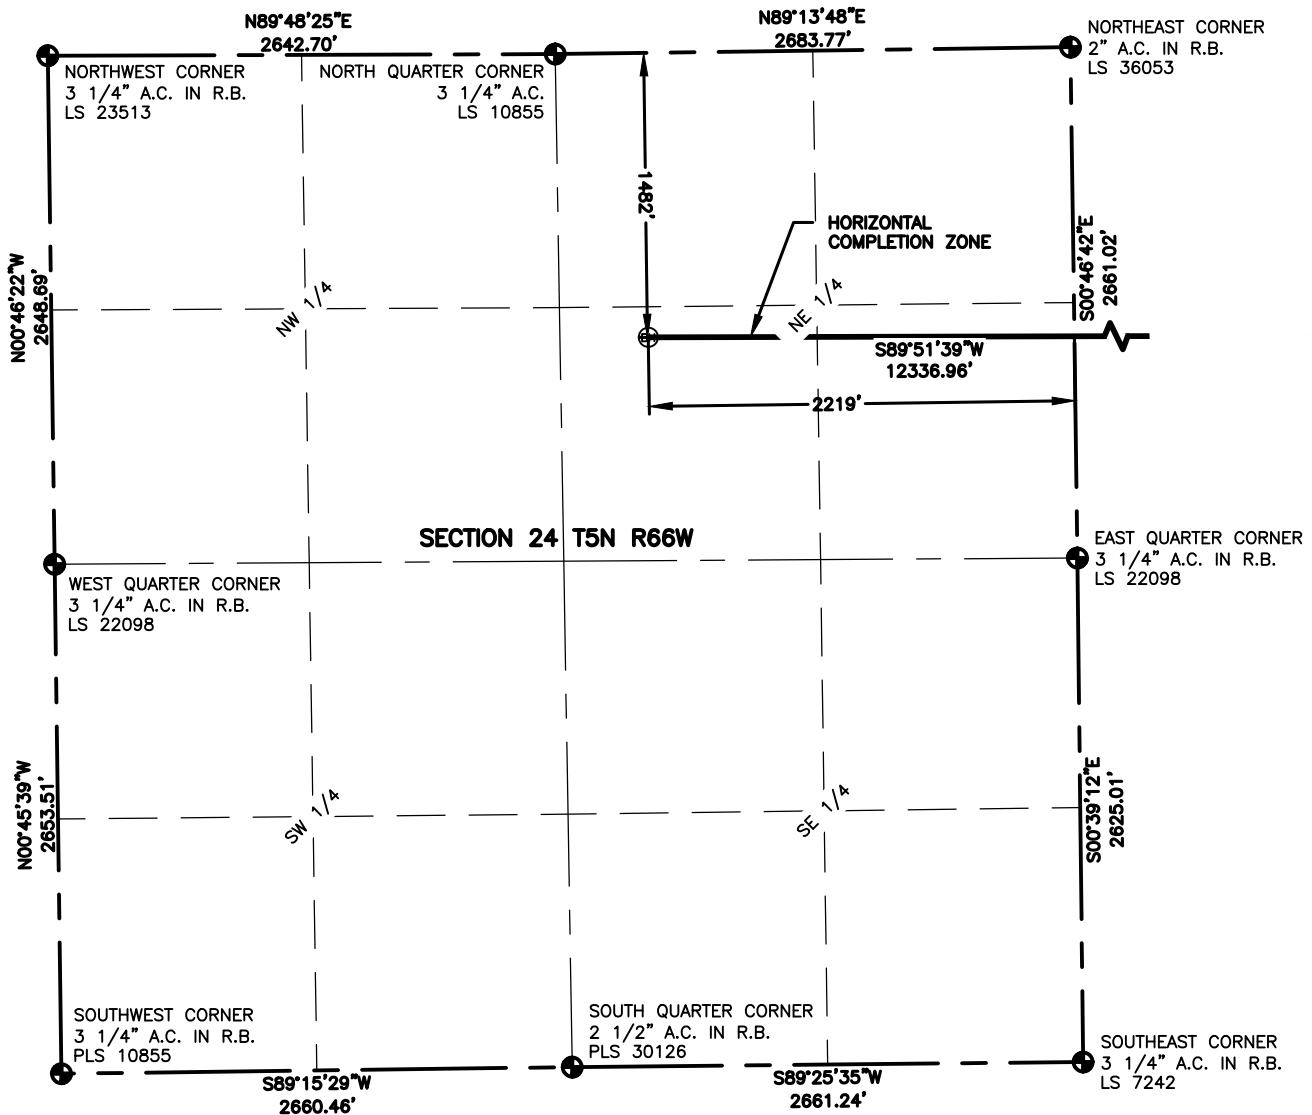 N89°48'25"E
2642.70'
N89°13'48"E
2683.77'
NORTHEAST CORNER
2" A.C. IN R.B.
LS 36053
NORTHWEST CORNER
3 1/4" A.C. IN R.B.
LS 23513
NORTH QUARTER CORNER
3 1/4" A.C.
LS 10855
1482'
HORIZONTAL
COMPLETION ZONE
N00°46'22"W
2648.69'
S00°46'42"E
2661.02'
NW 1/4
NE 1/4
S89°51'39"W
12336.96'
2219'
SECTION 24 T5N R66W
EAST QUARTER CORNER
3 1/4" A.C. IN R.B.
LS 22098
WEST QUARTER CORNER
3 1/4" A.C. IN R.B.
LS 22098
N00°45'39"W
2653.51'
S00°39'12"E
2625.01'
SW 1/4
SE 1/4
SOUTHWEST CORNER
3 1/4" A.C. IN R.B.
PLS 10855
SOUTH QUARTER CORNER
2 1/2" A.C. IN R.B.
PLS 30126
SOUTHEAST CORNER
3 1/4" A.C. IN R.B.
LS 7242
S89°15'29"W
2660.46'
S89°25'35"W
2661.24'